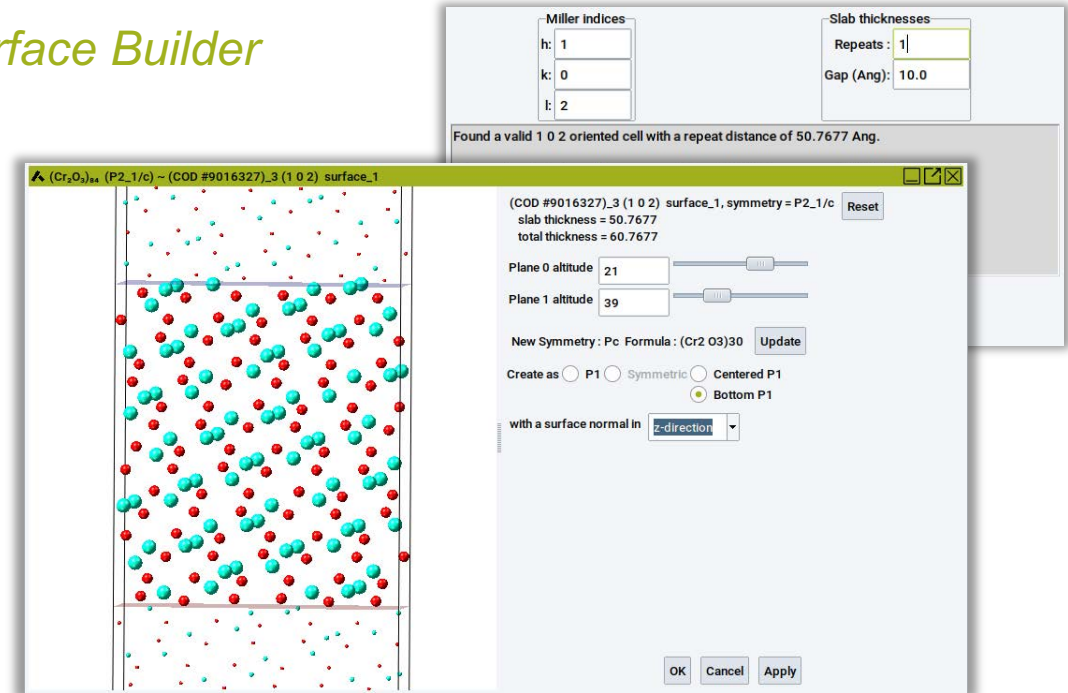 rface Builder
Miller indices
h: 1
k: 0
l: 2
Slab thicknesses
Repeats : 1
Gap (Ang): 10.0
Found a valid 1 0 2 oriented cell with a repeat distance of 50.7677 Ang.
(Cr₂O₃)₈₄ (P2_1/c) ~ (COD #9016327)_3 (1 0 2) surface_1
(COD #9016327)_3 (1 0 2) surface_1, symmetry = P2_1/c
Reset
slab thickness = 50.7677
total thickness = 60.7677
Plane 0 altitude 21
Plane 1 altitude 39
New Symmetry : Pc Formula : (Cr2 O3)30 Update
Create as P1 Symmetric Centered P1
Bottom P1
with a surface normal in z-direction
OK Cancel Apply